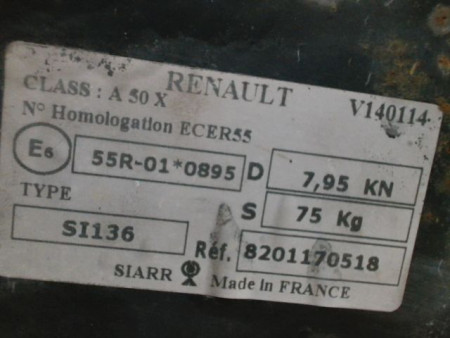 RENAULT
CLASS : A 50 X
V140114
N° Homologation ECER55
E6 55R-01*0895 D 7,95 KN
TYPE S 75 Kg
SI136 Réf. 8201170518
SIARR Made in FRANCE